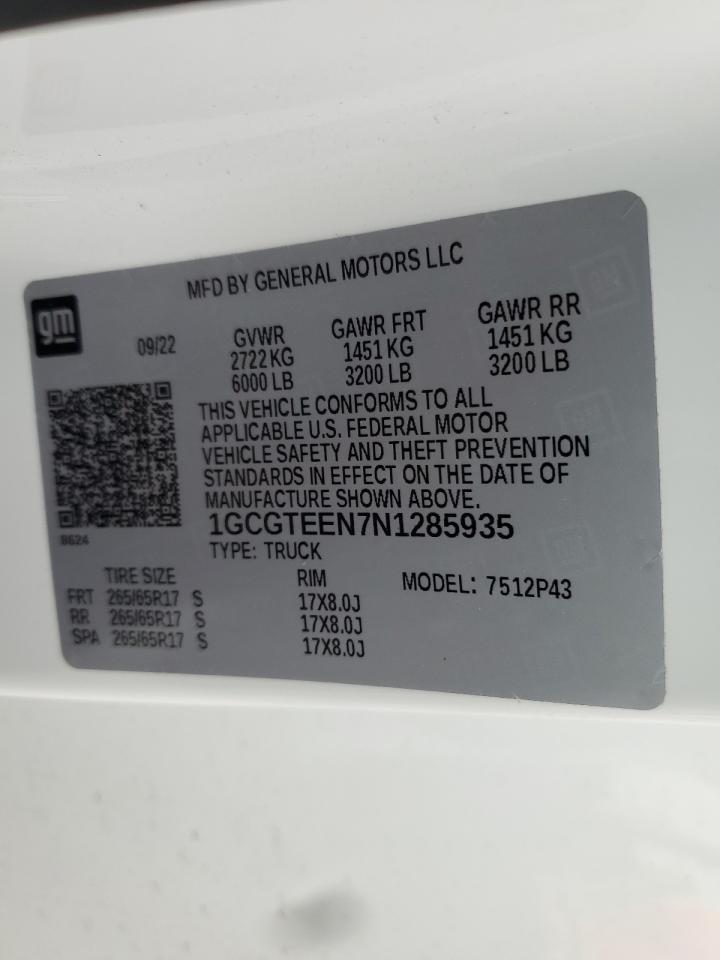 MFD BY GENERAL MOTORS LLC
gm
09/22
GVWR
2722 KG
6000 LB
GAWR FRT
1451 KG
3200 LB
GAWR RR
1451 KG
3200 LB
THIS VEHICLE CONFORMS TO ALL
APPLICABLE U.S. FEDERAL MOTOR
VEHICLE SAFETY AND THEFT PREVENTION
STANDARDS IN EFFECT ON THE DATE OF
MANUFACTURE SHOWN ABOVE.
8624
1GCGTEEN7N1285935
TYPE: TRUCK
TIRE SIZE RIM MODEL: 7512P43
FRT 265/65R17 S 17X8.0J
RR 265/65R17 S 17X8.0J
SPA 265/65R17 S 17X8.0J